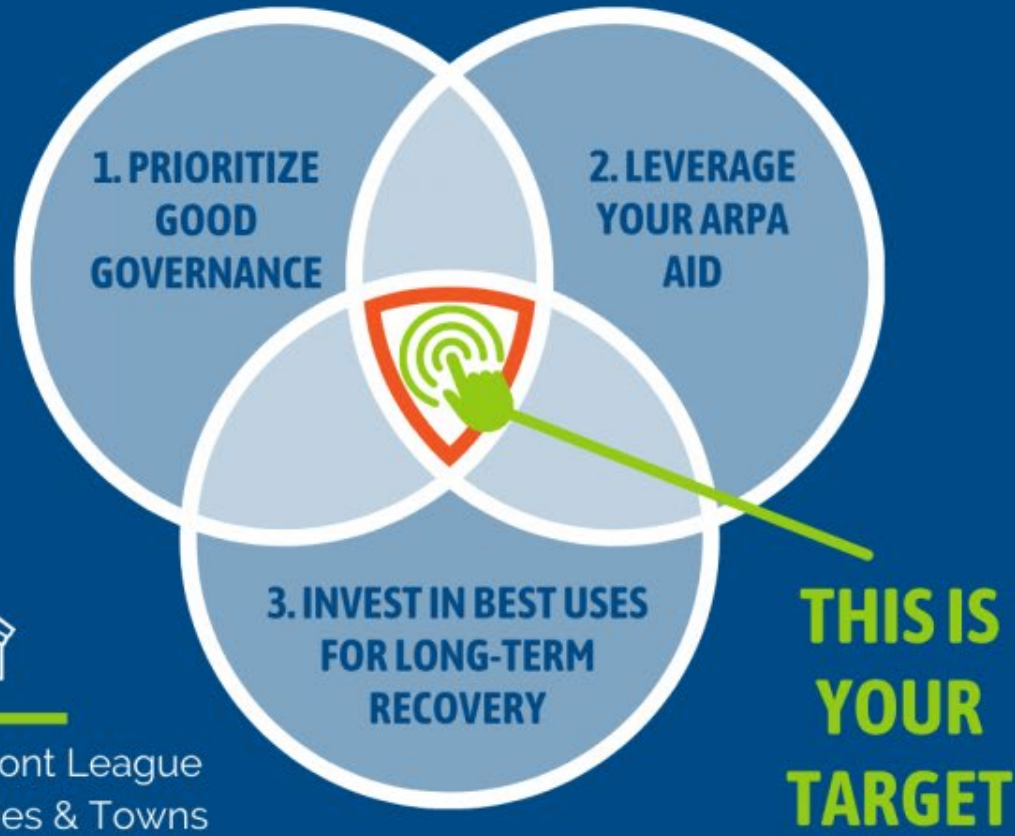 1. PRIORITIZE
GOOD
GOVERNANCE
2. LEVERAGE
YOUR ARPA
AID
3. INVEST IN BEST USES
FOR LONG-TERM
RECOVERY
THIS IS
YOUR
TARGET
ont League
es & Towns